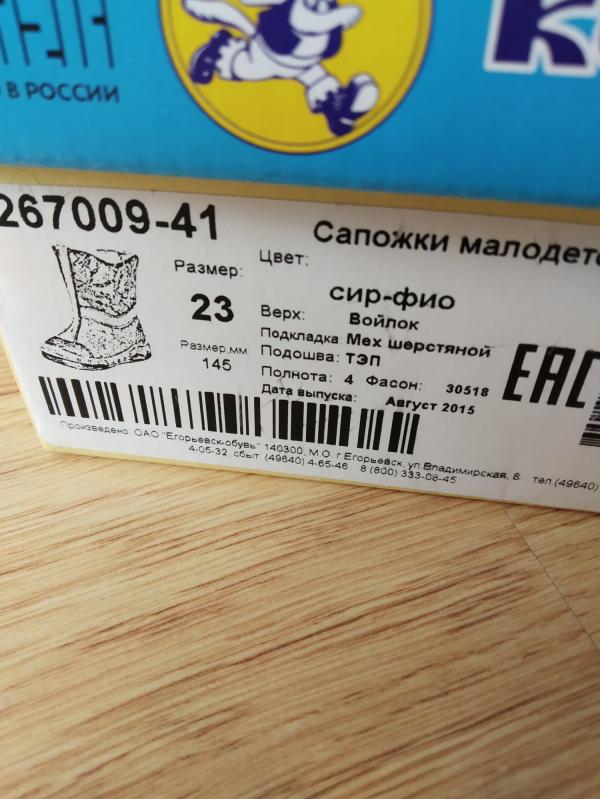 В РОССИИ
267009-41
Сапожки
Размер:
Цвет:
23
сир-фио
Верх: Войлок
Размер,мм:
145
Подкладка: Мех шерстяной
Подошва: ТЭП
Полнота: 4 Фасон: 30518
Дата выпуска: Август 2015
EAC
Произведено: ОАО "Егорьевск-обувь" 140300, М.О. г.Егорьевск, ул.Владимирская, 8. тел.(49640)
4-05-32, сбыт (49640) 4-65-46 8 (800) 333-08-45